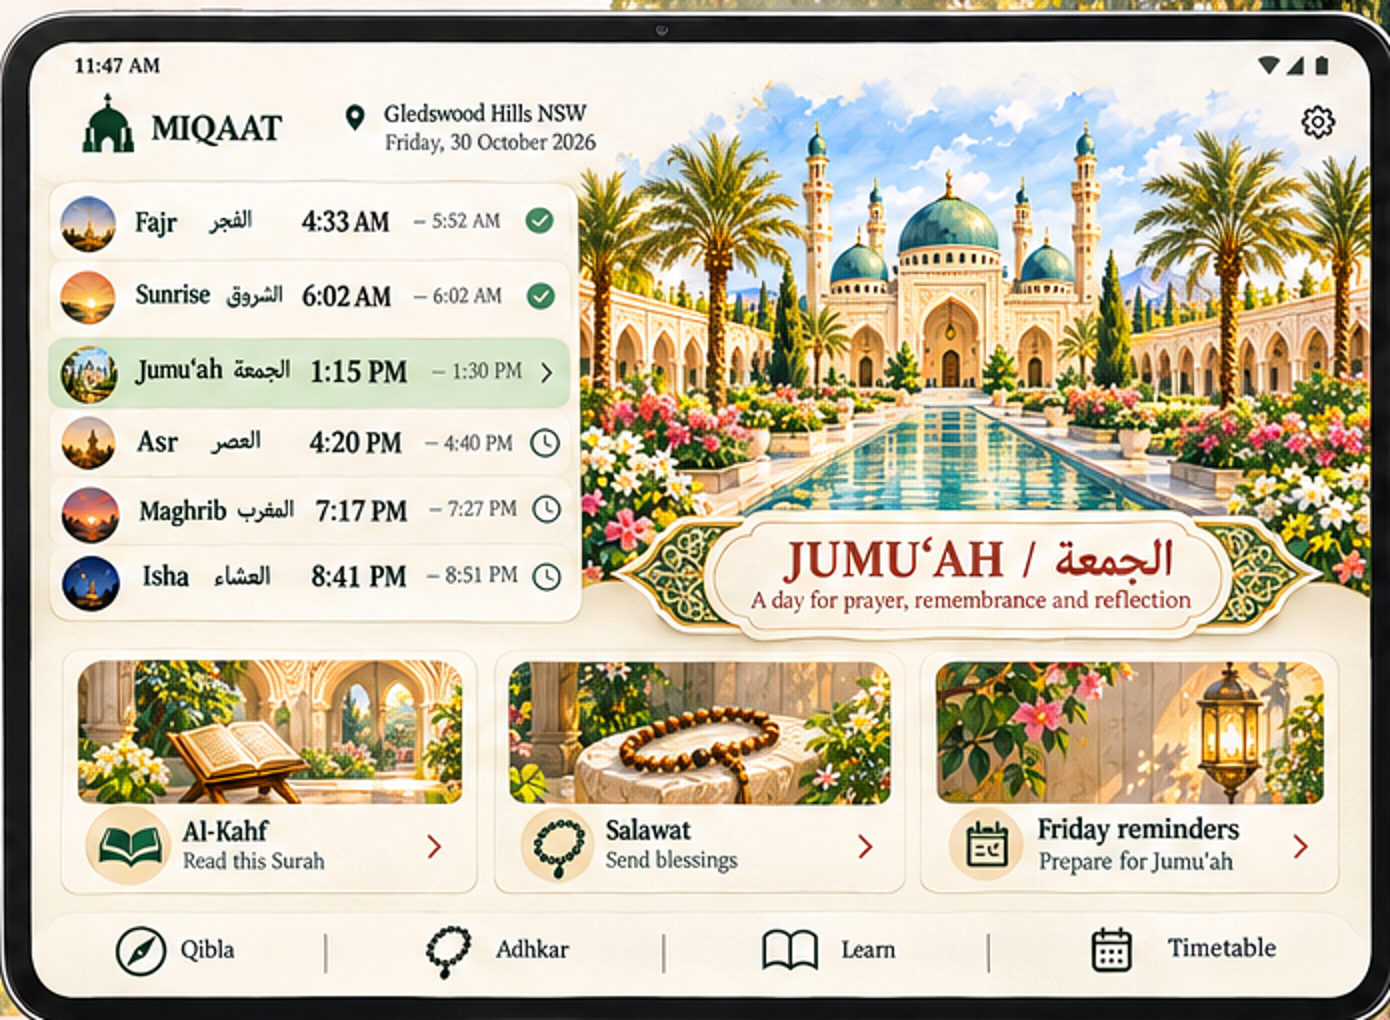 11:47 AM
MIQAAT
Gledswood Hills NSW
Friday, 30 October 2026
Fajr الفجر 4:33 AM – 5:52 AM
Sunrise الشروق 6:02 AM – 6:02 AM
Jumu‘ah الجمعة 1:15 PM – 1:30 PM
Asr العصر 4:20 PM – 4:40 PM
Maghrib المغرب 7:17 PM – 7:27 PM
Isha العشاء 8:41 PM – 8:51 PM
JUMU‘AH / الجمعة
A day for prayer, remembrance and reflection
Al-Kahf
Read this Surah
Salawat
Send blessings
Friday reminders
Prepare for Jumu'ah
Qibla
Adhkar
Learn
Timetable